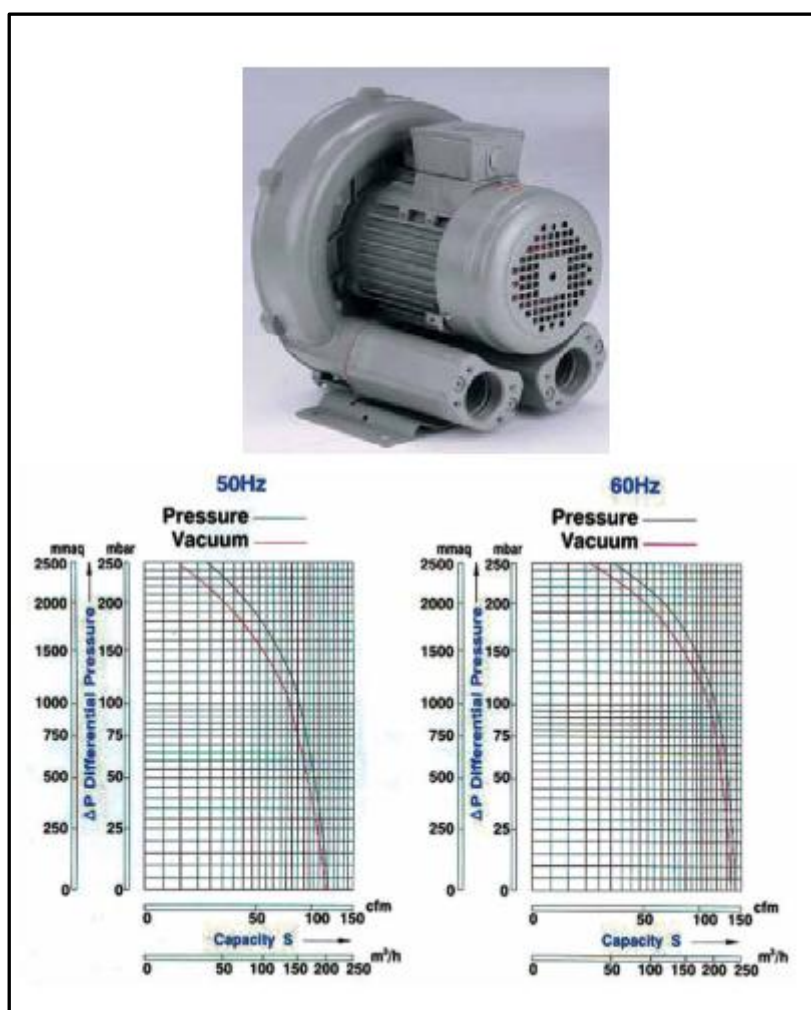 50Hz
Pressure
Vacuum
mmaq mbar
2500 250
2000 200
1500 150
1000 100
750 75
500 50
250 25
0 0
ΔP Differential Pressure
0 50 100 150 cfm
Capacity S
0 50 100 150 200 250 m³/h
60Hz
Pressure
Vacuum
mmaq mbar
2500 250
2000 200
1500 150
1000 100
750 75
500 50
250 25
0 0
ΔP Differential Pressure
0 50 100 150 cfm
Capacity S
0 50 100 150 200 250 m³/h